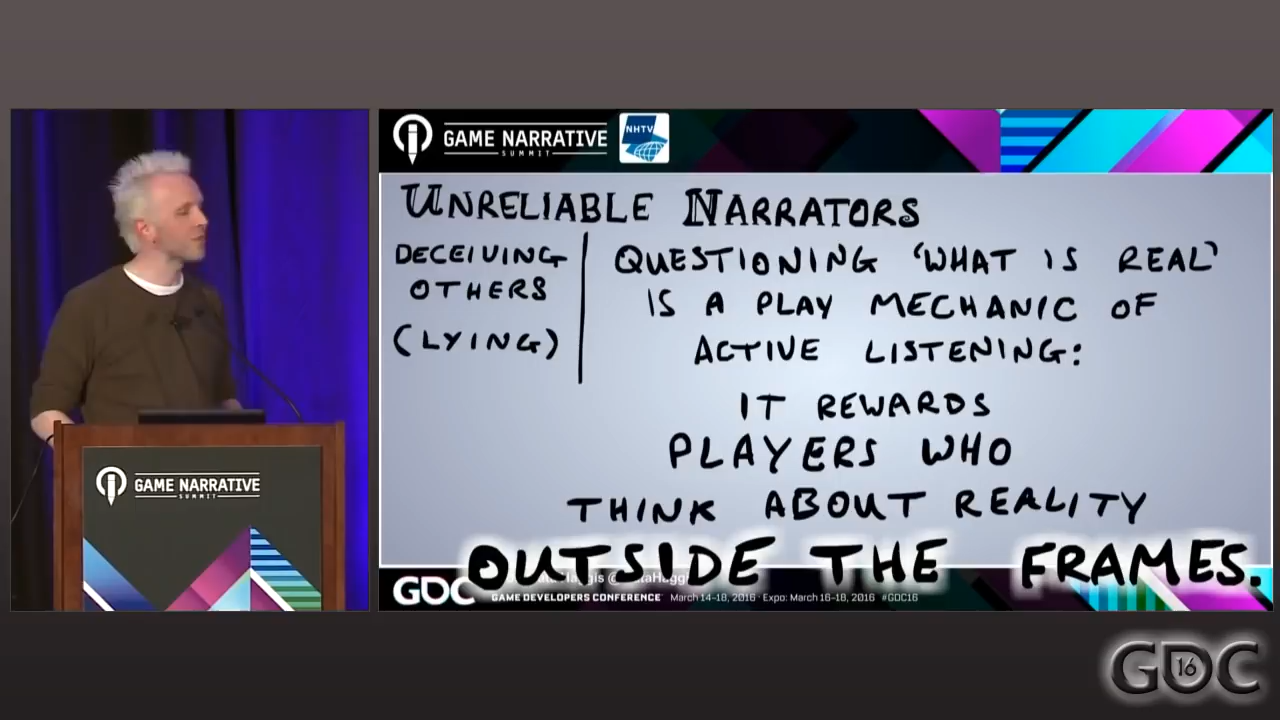 GAME NARRATIVE
SUMMIT
NHTV
UNRELIABLE NARRATORS
DECEIVING
OTHERS
(LYING)
QUESTIONING 'WHAT IS REAL'
IS A PLAY MECHANIC OF
ACTIVE LISTENING:
IT REWARDS
PLAYERS WHO
THINK ABOUT REALITY
OUTSIDE THE FRAMES.
GDC
GAME DEVELOPERS CONFERENCE March 14–18, 2016 · Expo: March 16–18, 2016 #GDC16
GAME NARRATIVE
SUMMIT
GDC
16